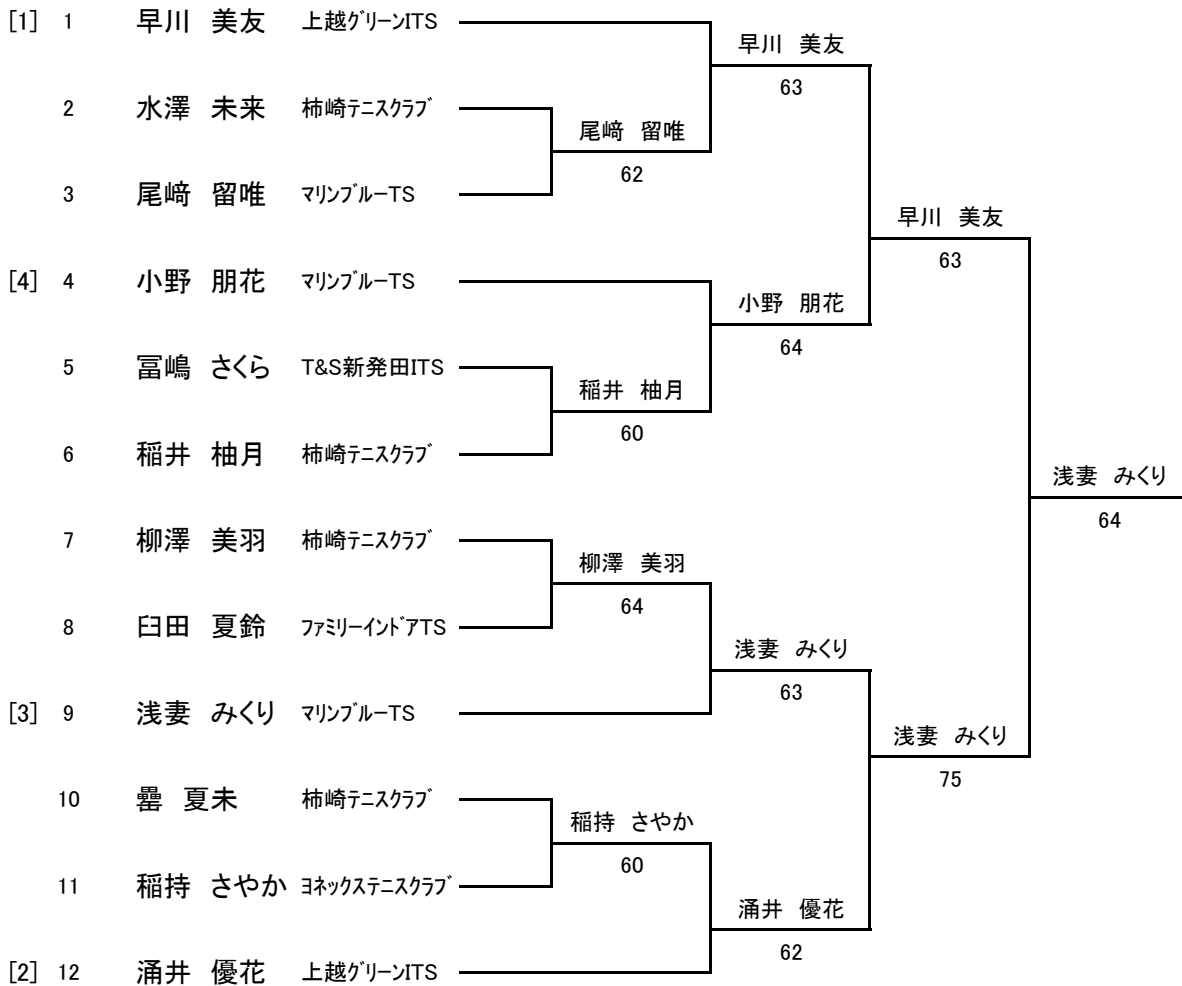 [1] 1 早川 美友 上越グリーンITS
早川 美友
63
2 水澤 未来 柿崎テニスクラブ
尾﨑 留唯
62
3 尾﨑 留唯 マリンブルーTS
早川 美友
63
[4] 4 小野 朋花 マリンブルーTS
小野 朋花
64
5 冨嶋 さくら T&S新発田ITS
稲井 柚月
60
6 稲井 柚月 柿崎テニスクラブ
浅妻 みくり
64
7 柳澤 美羽 柿崎テニスクラブ
柳澤 美羽
64
8 臼田 夏鈴 ファミリーインドアTS
浅妻 みくり
63
[3] 9 浅妻 みくり マリンブルーTS
浅妻 みくり
75
10 罍 夏未 柿崎テニスクラブ
稲持 さやか
60
11 稲持 さやか ヨネックステニスクラブ
涌井 優花
62
[2] 12 涌井 優花 上越グリーンITS